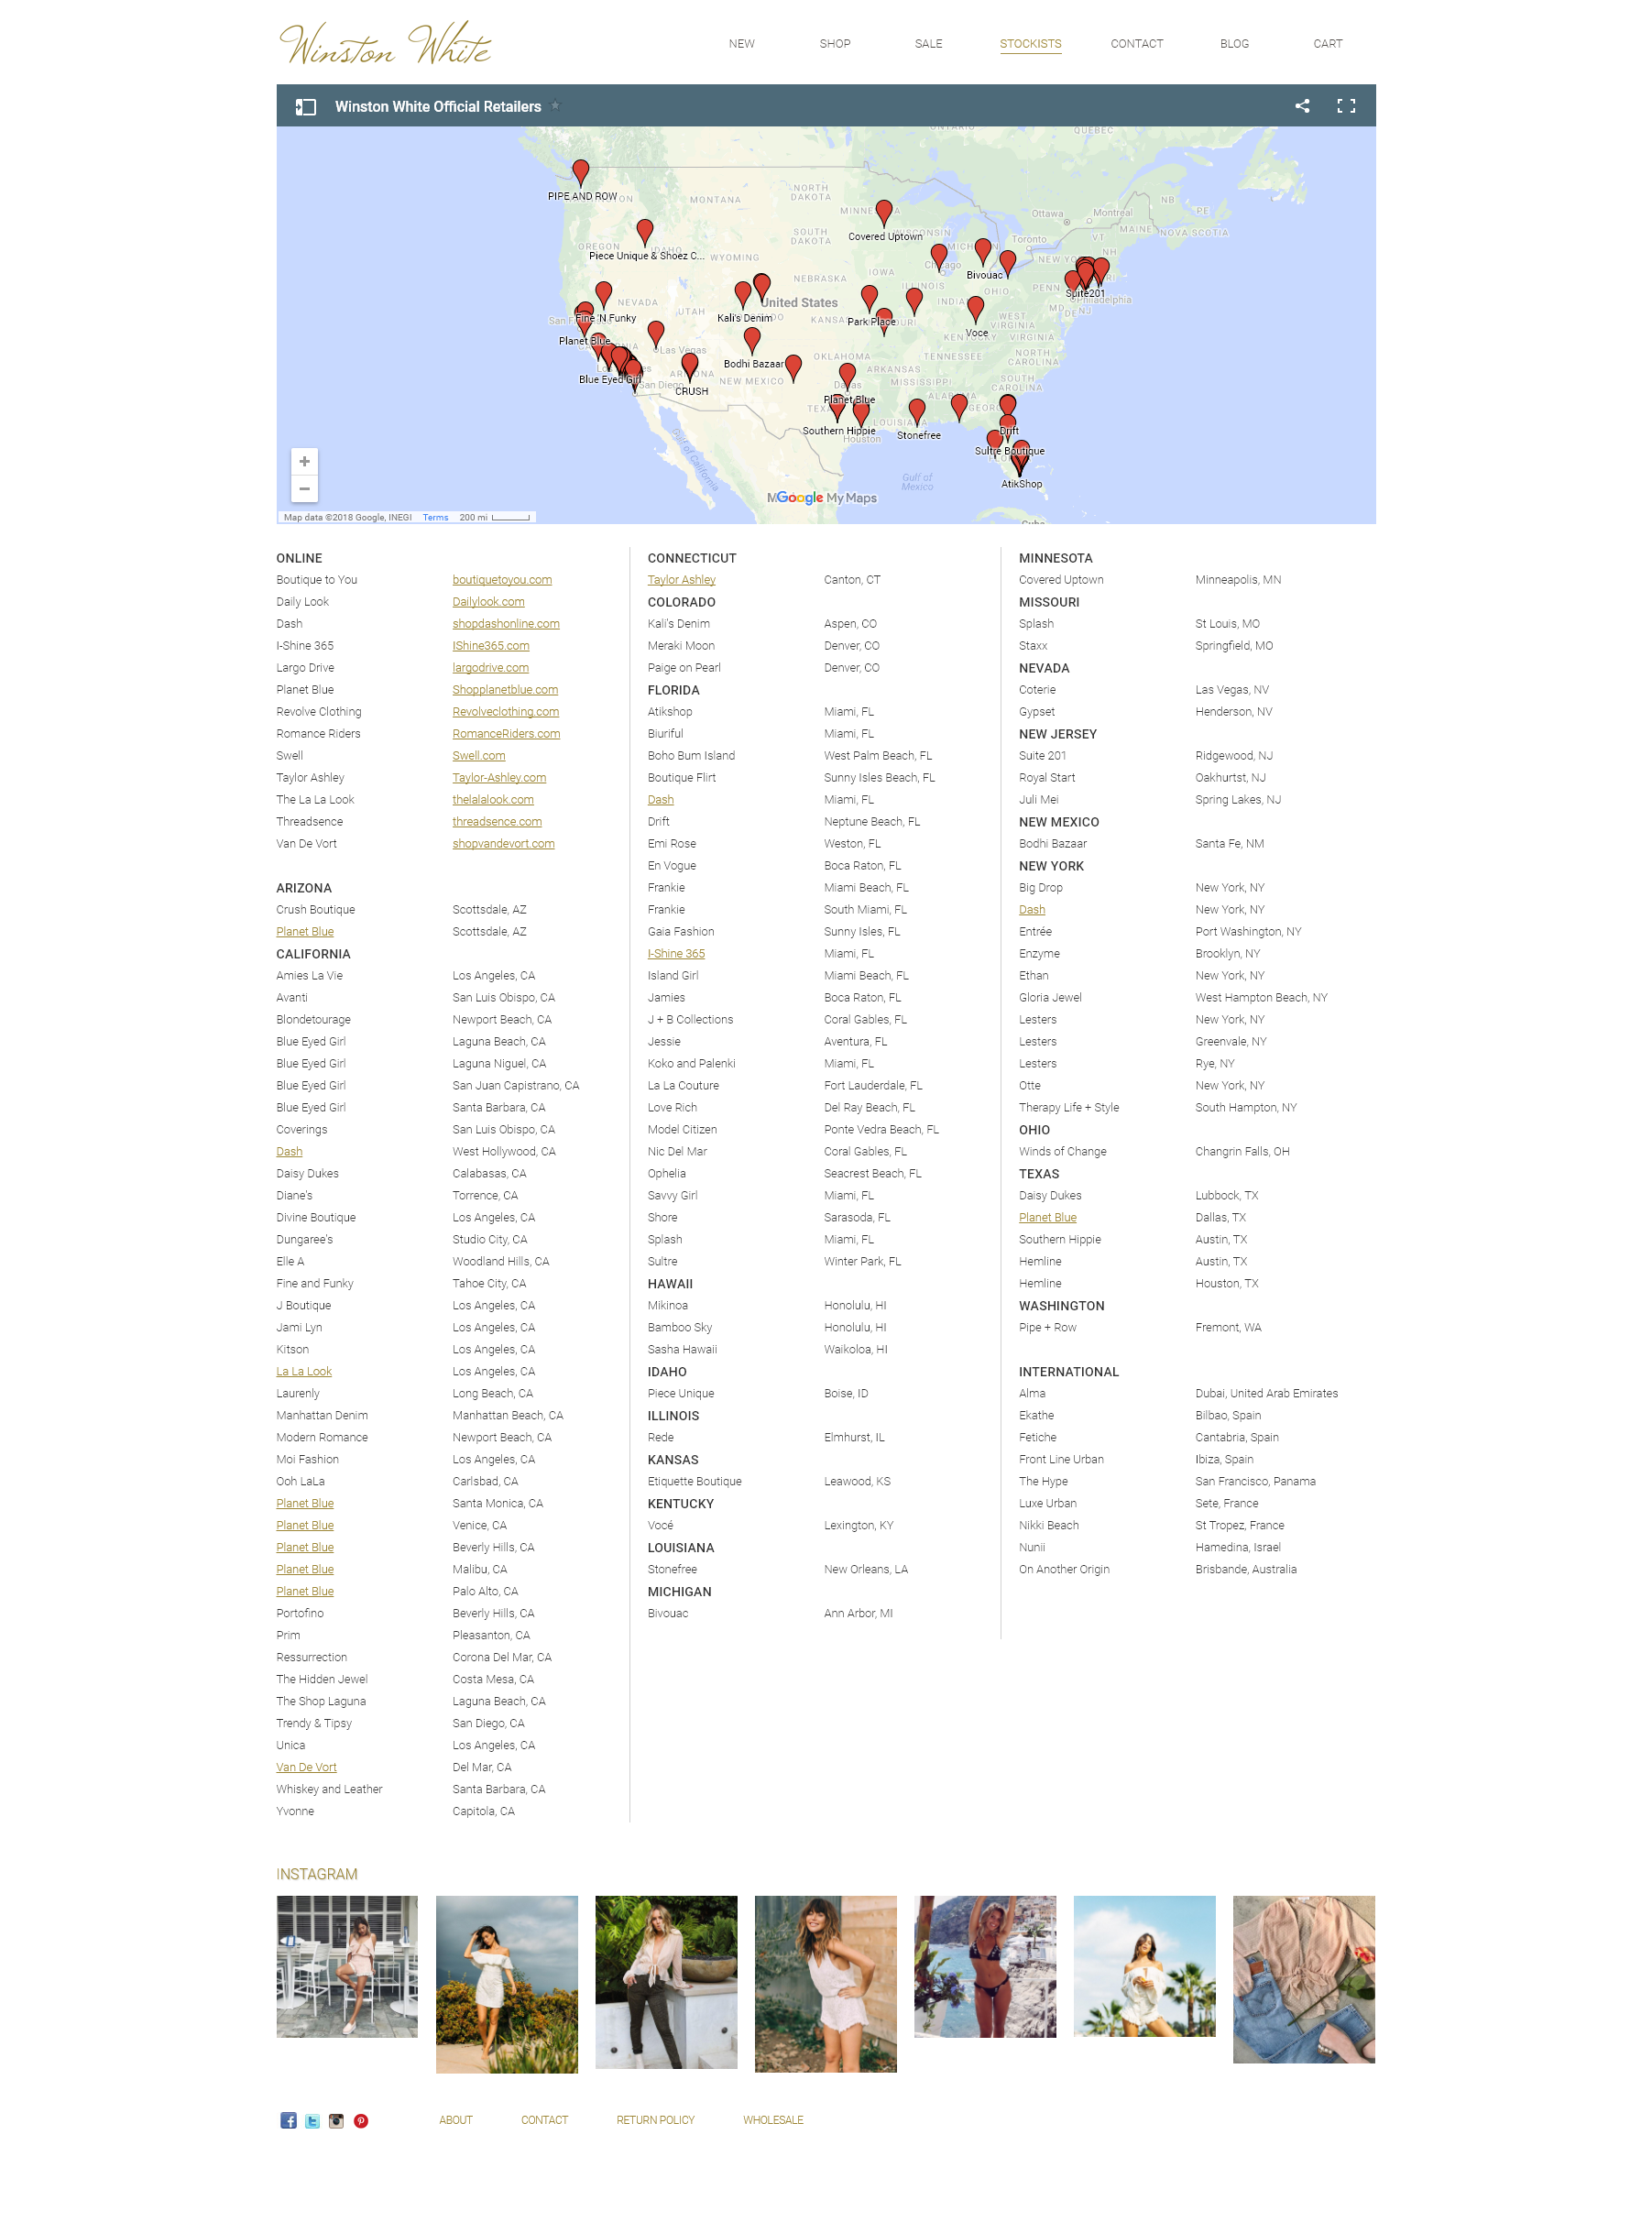 Winston White
NEW SHOP SALE STOCKISTS CONTACT BLOG CART
Winston White Official Retailers
PIPE AND ROW
Piece Unique & Shoez C...
Covered Uptown
Bivouac
Suite201
Kali's Denim
United States
Park Place
Voce
Fine 'N Funky
Planet Blue
Bodhi Bazaar
Blue Eyed Girl
CRUSH
Planet Blue
Southern Hippie
Stonefree
Drift
Sultre Boutique
AtikShop
Google My Maps
Map data ©2018 Google, INEGI Terms 200 mi
ONLINE
Boutique to You boutiquetoyou.com
Daily Look Dailylook.com
Dash shopdashonline.com
I-Shine 365 IShine365.com
Largo Drive largodrive.com
Planet Blue Shopplanetblue.com
Revolve Clothing Revolveclothing.com
Romance Riders RomanceRiders.com
Swell Swell.com
Taylor Ashley Taylor-Ashley.com
The La La Look thelalalook.com
Threadsence threadsence.com
Van De Vort shopvandevort.com
ARIZONA
Crush Boutique Scottsdale, AZ
Planet Blue Scottsdale, AZ
CALIFORNIA
Amies La Vie Los Angeles, CA
Avanti San Luis Obispo, CA
Blondetourage Newport Beach, CA
Blue Eyed Girl Laguna Beach, CA
Blue Eyed Girl Laguna Niguel, CA
Blue Eyed Girl San Juan Capistrano, CA
Blue Eyed Girl Santa Barbara, CA
Coverings San Luis Obispo, CA
Dash West Hollywood, CA
Daisy Dukes Calabasas, CA
Diane's Torrence, CA
Divine Boutique Los Angeles, CA
Dungaree's Studio City, CA
Elle A Woodland Hills, CA
Fine and Funky Tahoe City, CA
J Boutique Los Angeles, CA
Jami Lyn Los Angeles, CA
Kitson Los Angeles, CA
La La Look Los Angeles, CA
Laurenly Long Beach, CA
Manhattan Denim Manhattan Beach, CA
Modern Romance Newport Beach, CA
Moi Fashion Los Angeles, CA
Ooh LaLa Carlsbad, CA
Planet Blue Santa Monica, CA
Planet Blue Venice, CA
Planet Blue Beverly Hills, CA
Planet Blue Malibu, CA
Planet Blue Palo Alto, CA
Portofino Beverly Hills, CA
Prim Pleasanton, CA
Ressurrection Corona Del Mar, CA
The Hidden Jewel Costa Mesa, CA
The Shop Laguna Laguna Beach, CA
Trendy & Tipsy San Diego, CA
Unica Los Angeles, CA
Van De Vort Del Mar, CA
Whiskey and Leather Santa Barbara, CA
Yvonne Capitola, CA
CONNECTICUT
Taylor Ashley Canton, CT
COLORADO
Kali's Denim Aspen, CO
Meraki Moon Denver, CO
Paige on Pearl Denver, CO
FLORIDA
Atikshop Miami, FL
Biuriful Miami, FL
Boho Bum Island West Palm Beach, FL
Boutique Flirt Sunny Isles Beach, FL
Dash Miami, FL
Drift Neptune Beach, FL
Emi Rose Weston, FL
En Vogue Boca Raton, FL
Frankie Miami Beach, FL
Frankie South Miami, FL
Gaia Fashion Sunny Isles, FL
I-Shine 365 Miami, FL
Island Girl Miami Beach, FL
Jamies Boca Raton, FL
J + B Collections Coral Gables, FL
Jessie Aventura, FL
Koko and Palenki Miami, FL
La La Couture Fort Lauderdale, FL
Love Rich Del Ray Beach, FL
Model Citizen Ponte Vedra Beach, FL
Nic Del Mar Coral Gables, FL
Ophelia Seacrest Beach, FL
Savvy Girl Miami, FL
Shore Sarasoda, FL
Splash Miami, FL
Sultre Winter Park, FL
HAWAII
Mikinoa Honolulu, HI
Bamboo Sky Honolulu, HI
Sasha Hawaii Waikoloa, HI
IDAHO
Piece Unique Boise, ID
ILLINOIS
Rede Elmhurst, IL
KANSAS
Etiquette Boutique Leawood, KS
KENTUCKY
Vocé Lexington, KY
LOUISIANA
Stonefree New Orleans, LA
MICHIGAN
Bivouac Ann Arbor, MI
MINNESOTA
Covered Uptown Minneapolis, MN
MISSOURI
Splash St Louis, MO
Staxx Springfield, MO
NEVADA
Coterie Las Vegas, NV
Gypset Henderson, NV
NEW JERSEY
Suite 201 Ridgewood, NJ
Royal Start Oakhurtst, NJ
Juli Mei Spring Lakes, NJ
NEW MEXICO
Bodhi Bazaar Santa Fe, NM
NEW YORK
Big Drop New York, NY
Dash New York, NY
Entrée Port Washington, NY
Enzyme Brooklyn, NY
Ethan New York, NY
Gloria Jewel West Hampton Beach, NY
Lesters New York, NY
Lesters Greenvale, NY
Lesters Rye, NY
Otte New York, NY
Therapy Life + Style South Hampton, NY
OHIO
Winds of Change Changrin Falls, OH
TEXAS
Daisy Dukes Lubbock, TX
Planet Blue Dallas, TX
Southern Hippie Austin, TX
Hemline Austin, TX
Hemline Houston, TX
WASHINGTON
Pipe + Row Fremont, WA
INTERNATIONAL
Alma Dubai, United Arab Emirates
Ekathe Bilbao, Spain
Fetiche Cantabria, Spain
Front Line Urban Ibiza, Spain
The Hype San Francisco, Panama
Luxe Urban Sete, France
Nikki Beach St Tropez, France
Nunii Hamedina, Israel
On Another Origin Brisbande, Australia
INSTAGRAM
ABOUT CONTACT RETURN POLICY WHOLESALE